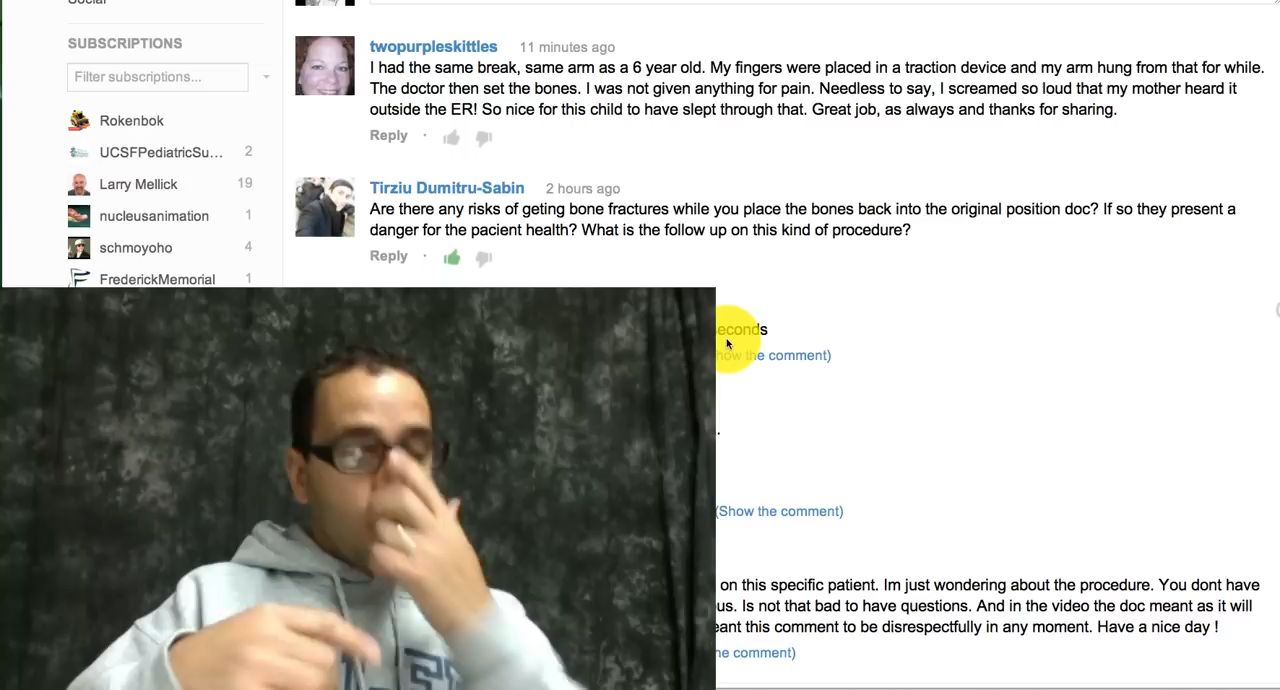 Social
SUBSCRIPTIONS
Filter subscriptions...
Rokenbok
UCSFPediatricSu... 2
Larry Mellick 19
nucleusanimation 1
schmoyoho 4
FrederickMemorial 1
twopurpleskittles 11 minutes ago
I had the same break, same arm as a 6 year old. My fingers were placed in a traction device and my arm hung from that for while.
The doctor then set the bones. I was not given anything for pain. Needless to say, I screamed so loud that my mother heard it
outside the ER! So nice for this child to have slept through that. Great job, as always and thanks for sharing.
Reply ·
Tirziu Dumitru-Sabin 2 hours ago
Are there any risks of geting bone fractures while you place the bones back into the original position doc? If so they present a
danger for the pacient health? What is the follow up on this kind of procedure?
Reply ·
the comment)
.
(Show the comment)
on this specific patient. Im just wondering about the procedure. You dont have
us. Is not that bad to have questions. And in the video the doc meant as it will
this comment to be disrespectfully in any moment. Have a nice day !
comment)